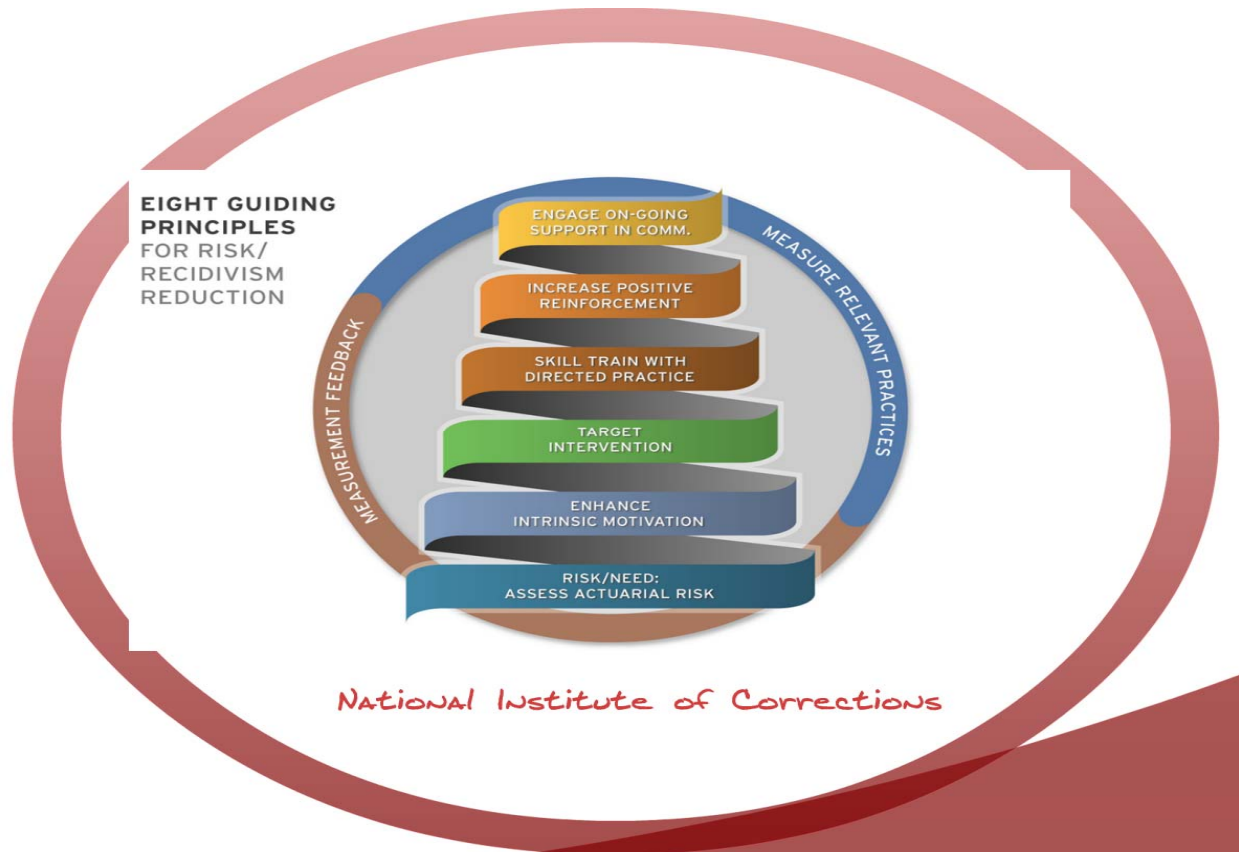 EIGHT GUIDING
PRINCIPLES
FOR RISK/
RECIDIVISM
REDUCTION
ENGAGE ON-GOING
SUPPORT IN COMM.
INCREASE POSITIVE
REINFORCEMENT
SKILL TRAIN WITH
DIRECTED PRACTICE
TARGET
INTERVENTION
ENHANCE
INTRINSIC MOTIVATION
RISK/NEED:
ASSESS ACTUARIAL RISK
MEASUREMENT FEEDBACK
MEASURE RELEVANT PRACTICES
National Institute of Corrections